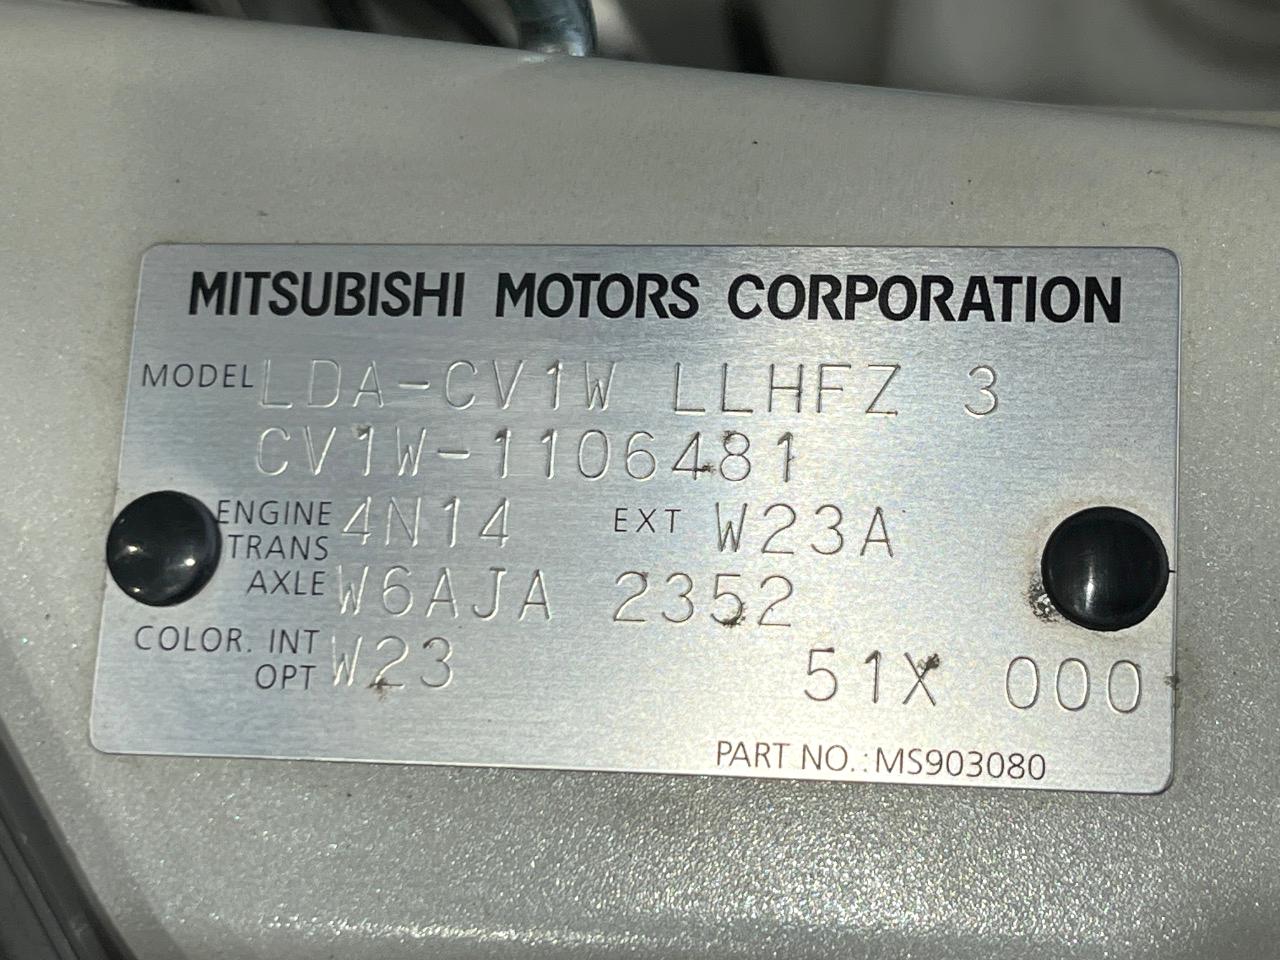 MITSUBISHI MOTORS CORPORATION
MODEL LDA-CV1W LLHFZ 3
CV1W-1106481
ENGINE 4N14 EXT W23A
TRANS
AXLE W6AJA 2352
COLOR. INT
OPT W23 51X 000
PART NO.:MS903080